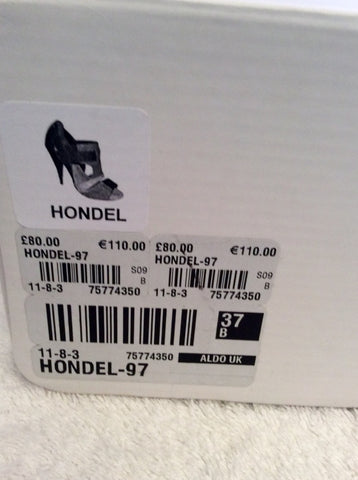 HONDEL
£80.00 €110.00
HONDEL-97
S09
B
11-8-3 75774350
£80.00 €110.00
HONDEL-97
S09
B
11-8-3 75774350
37
B
11-8-3 75774350 ALDO UK
HONDEL-97